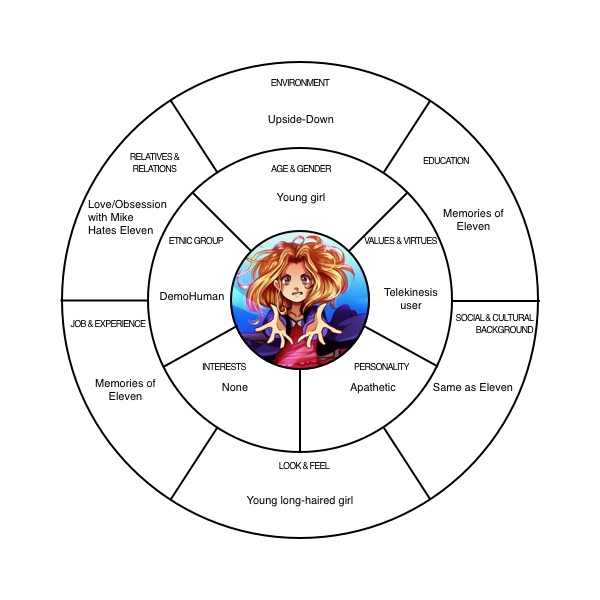 ENVIRONMENT
Upside-Down
RELATIVES &
RELATIONS
Love/Obsession
with Mike
Hates Eleven
AGE & GENDER
Young girl
EDUCATION
Memories of
Eleven
ETNIC GROUP
DemoHuman
VALUES & VIRTUES
Telekinesis
user
JOB & EXPERIENCE
Memories of
Eleven
SOCIAL & CULTURAL
BACKGROUND
Same as Eleven
INTERESTS
None
PERSONALITY
Apathetic
LOOK & FEEL
Young long-haired girl